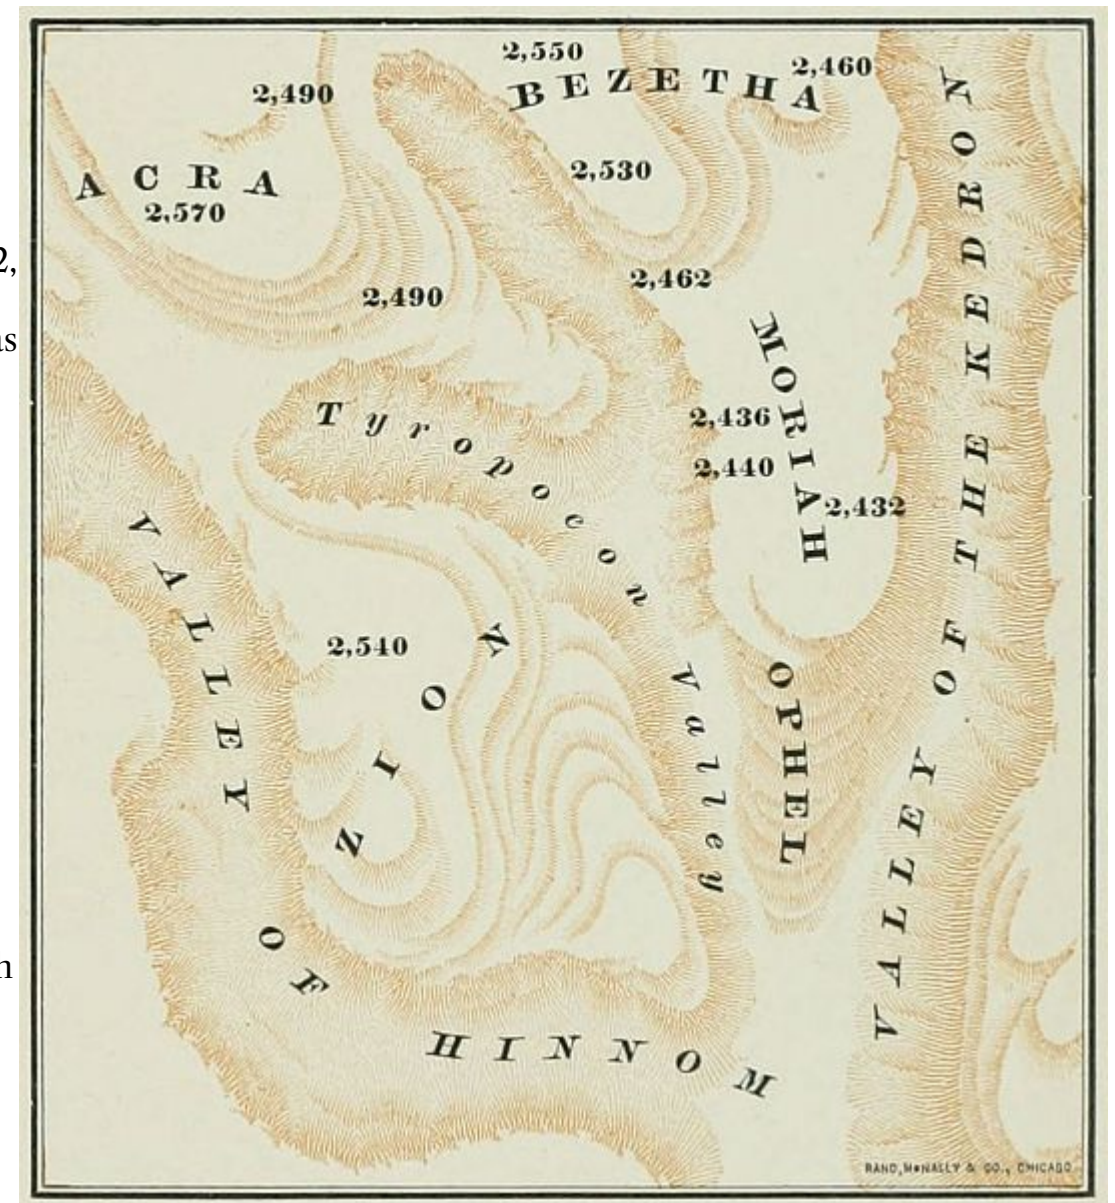 2,550
2,460
BEZETHA
2,490
ACRA
2,530
2,570
2,462
2,490
MORIAH
2,436
2,440
2,432
Tyropoeon Valley
2,540
ZION
OPHEL
VALLEY OF THE KEDRON
VALLEY OF HINNOM
RAND, McNALLY & CO., CHICAGO
2,